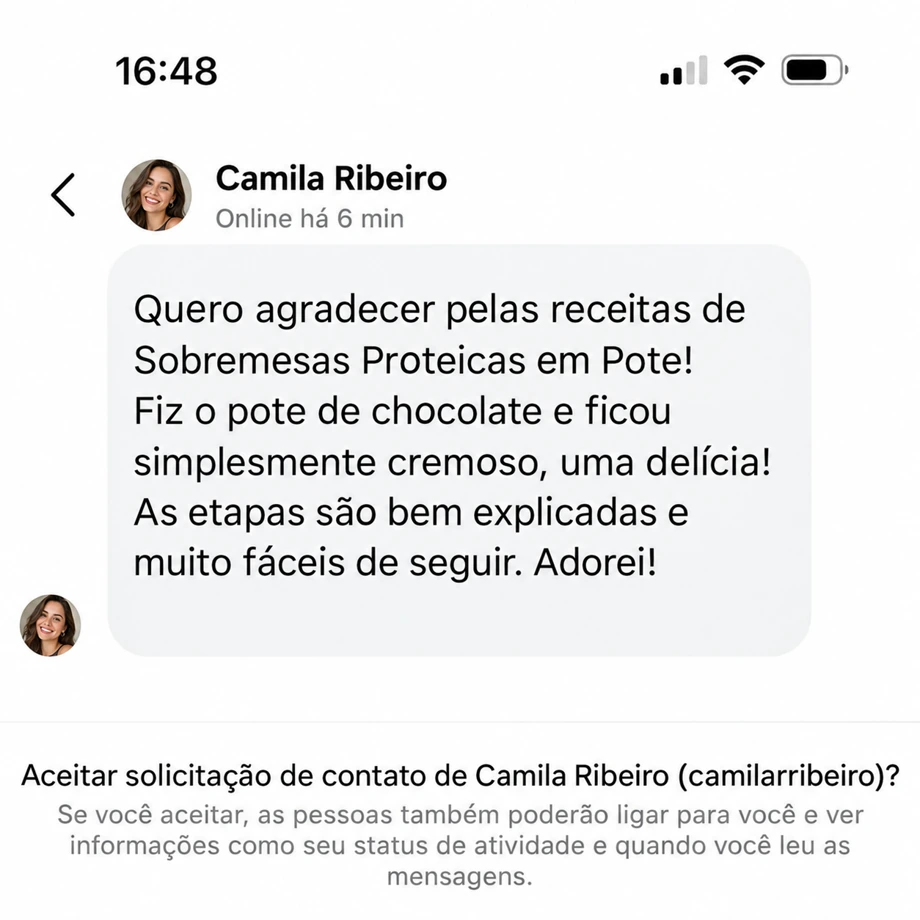 16:48
Camila Ribeiro
Online há 6 min
Quero agradecer pelas receitas de
Sobremesas Proteicas em Pote!
Fiz o pote de chocolate e ficou
simplesmente cremoso, uma delícia!
As etapas são bem explicadas e
muito fáceis de seguir. Adorei!
Aceitar solicitação de contato de Camila Ribeiro (camilarribeiro)?
Se você aceitar, as pessoas também poderão ligar para você e ver
informações como seu status de atividade e quando você leu as
mensagens.